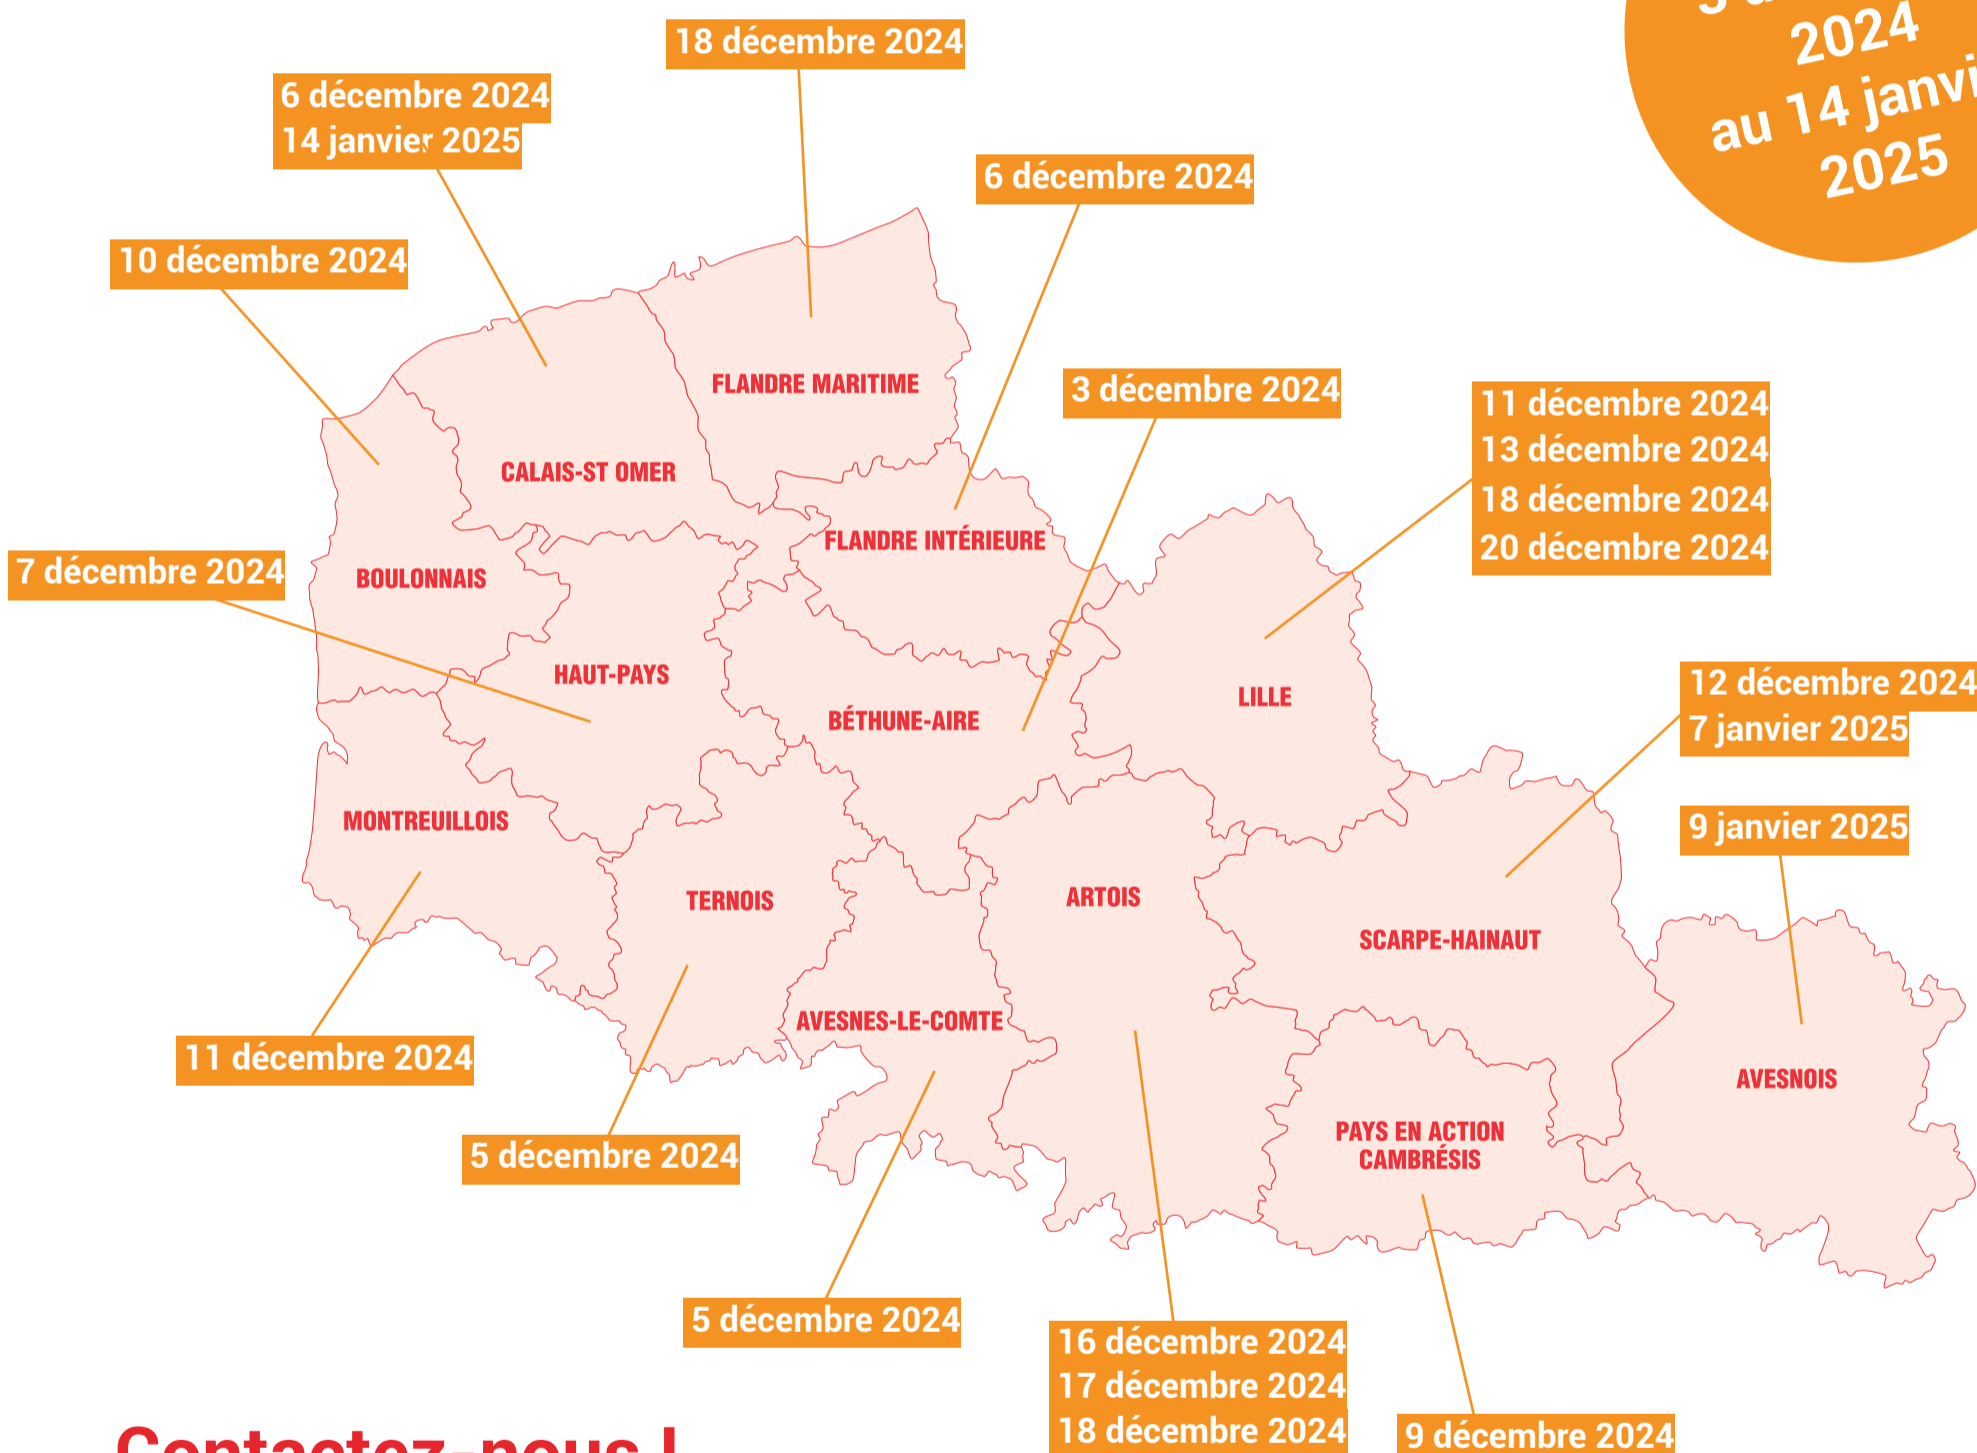 2024
au 14
2025
18 décembre 2024
6 décembre 2024
14 janvier 2025
6 décembre 2024
10 décembre 2024
3 décembre 2024
11 décembre 2024
13 décembre 2024
18 décembre 2024
20 décembre 2024
FLANDRE MARITIME
CALAIS-ST OMER
FLANDRE INTÉRIEURE
7 décembre 2024
BOULONNAIS
HAUT-PAYS
BÉTHUNE-AIRE
LILLE
12 décembre 2024
7 janvier 2025
MONTREUILLOIS
9 janvier 2025
TERNOIS
ARTOIS
SCARPE-HAINAUT
AVESNES-LE-COMTE
11 décembre 2024
AVESNOIS
PAYS EN ACTION
CAMBRÉSIS
5 décembre 2024
5 décembre 2024
16 décembre 2024
17 décembre 2024
18 décembre 2024
9 décembre 2024
Contactez-nous !